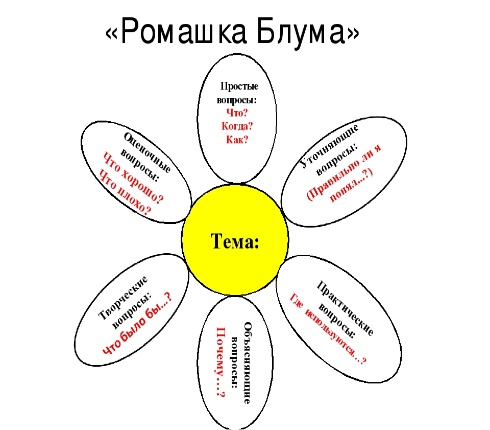 «Ромашка Блума»
Простые
вопросы:
Что?
Когда?
Как?
Уточняющие
вопросы:
(Правильно ли я
понял...?)
Практические
вопросы:
Где используются...?
Объясняющие
вопросы:
Почему...?
Творческие
вопросы:
Что было бы...?
Оценочные
вопросы:
Что хорошо?
Что плохо?
Тема: